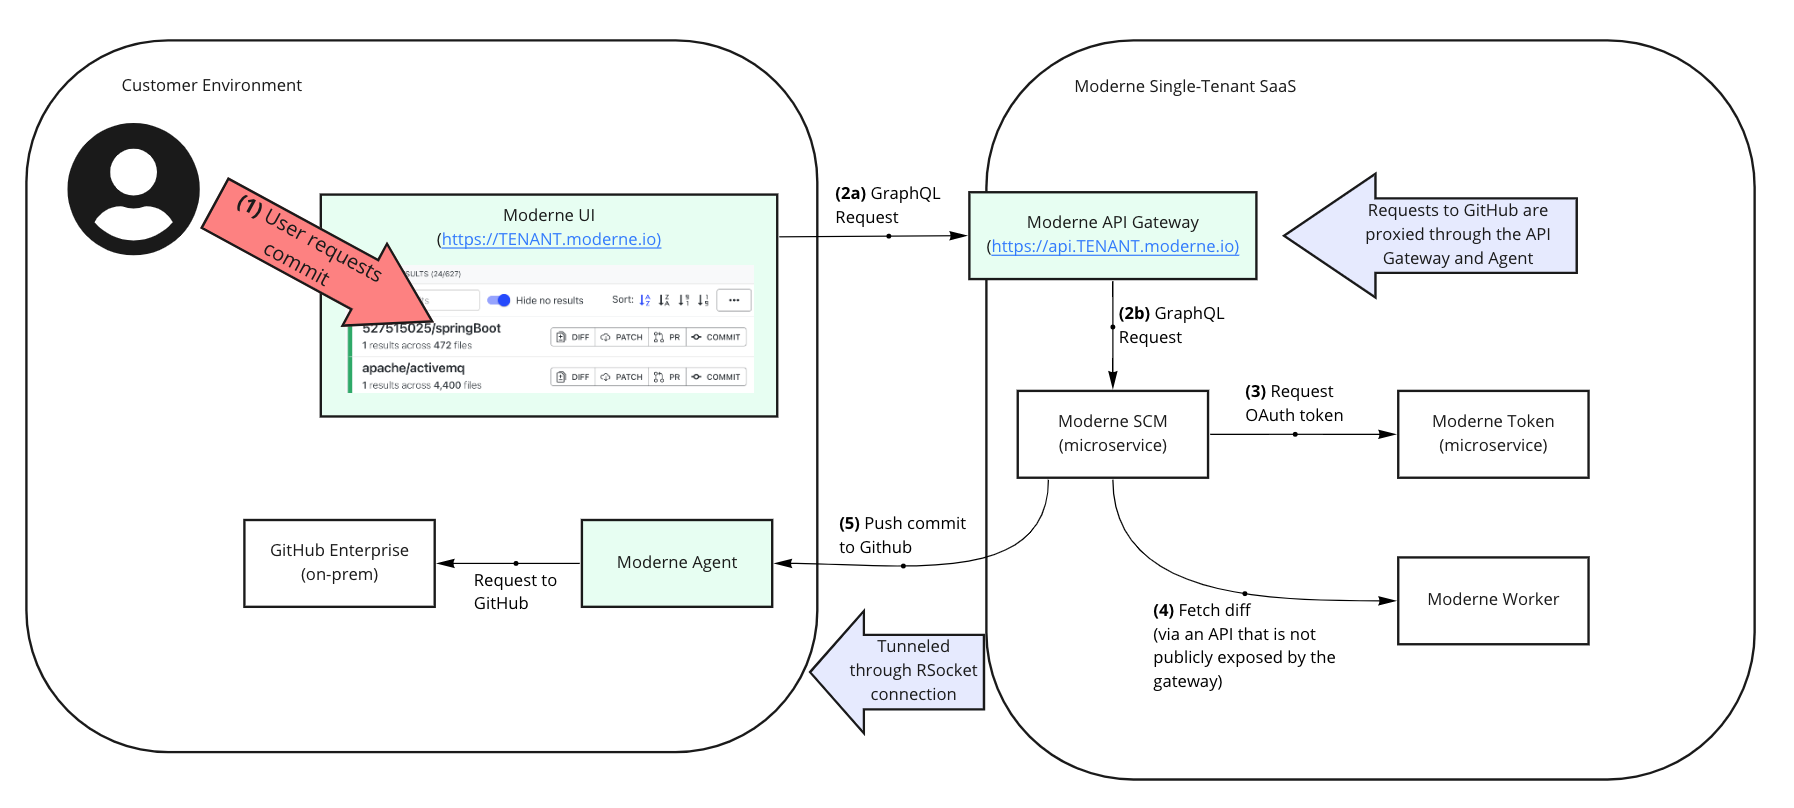 Customer Environment
Moderne Single-Tenant SaaS
(1) User requests
commit
Moderne UI
(https://TENANT.moderne.io)
(24/627)
Hide no results
Sort:
A
Z
Z
A
9
1
1
9
•••
527515025/springBoot
1 results across 472 files
DIFF
PATCH
PR
COMMIT
apache/activemq
1 results across 4,400 files
DIFF
PATCH
PR
COMMIT
(2a) GraphQL
Request
Moderne API Gateway
(https://api.TENANT.moderne.io)
Requests to GitHub are
proxied through the API
Gateway and Agent
(2b) GraphQL
Request
Moderne SCM
(microservice)
(3) Request
OAuth token
Moderne Token
(microservice)
GitHub Enterprise
(on-prem)
Request to
GitHub
Moderne Agent
(5) Push commit
to Github
Moderne Worker
(4) Fetch diff
(via an API that is not
publicly exposed by the
gateway)
Tunneled
through RSocket
connection